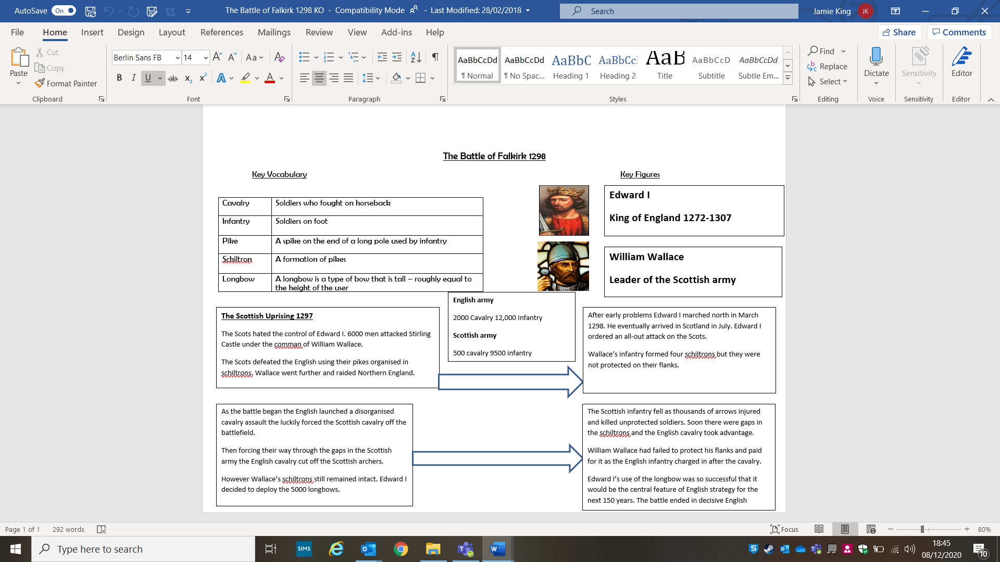 AutoSave On The Battle of Falkirk 1298 KO - Compatibility Mode - Last Modified: 28/02/2018 Search Jamie King JK
File Home Insert Design Layout References Mailings Review View Add-ins Help Share Comments
Paste
Cut
Copy
Format Painter
Clipboard
Berlin Sans FB 14
Font
Paragraph
AaBbCcDd AaBbCcDd AaBbC AaBbCc AaB AaBbCcD AaBbCcDd
¶ Normal ¶ No Spac... Heading 1 Heading 2 Title Subtitle Subtle Em...
Styles
Find
Replace
Select
Editing
Dictate
Voice
Sensitivity
Sensitivity
Editor
Editor
The Battle of Falkirk 1298
Key Vocabulary
Cavalry Soldiers who fought on horseback
Infantry Soldiers on foot
Pike A spike on the end of a long pole used by infantry
Schiltron A formation of pikes
Longbow A longbow is a type of bow that is tall – roughly equal to
the height of the user
Key Figures
Edward I
King of England 1272-1307
William Wallace
Leader of the Scottish army
The Scottish Uprising 1297
The Scots hated the control of Edward I. 6000 men attacked Stirling
Castle under the comman of William Wallace.
The Scots defeated the English using their pikes organised in
schiltrons. Wallace went further and raided Northern England.
English army
2000 Cavalry 12,000 Infantry
Scottish army
500 cavalry 9500 infantry
After early problems Edward I marched north in March
1298. He eventually arrived in Scotland in July. Edward I
ordered an all-out attack on the Scots.
Wallace's infantry formed four schiltrons but they were
not protected on their flanks.
As the battle began the English launched a disorganised
cavalry assault the luckily forced the Scottish cavalry off the
battlefield.
Then forcing their way through the gaps in the Scottish
army the English cavalry cut off the Scottish archers.
However Wallace's schiltrons still remained intact. Edward I
decided to deploy the 5000 longbows.
The Scottish infantry fell as thousands of arrows injured
and killed unprotected soldiers. Soon there were gaps in
the schiltrons and the English cavalry took advantage.
William Wallace had failed to protect his flanks and paid
for it as the English infantry charged in after the cavalry.
Edward I's use of the longbow was so successful that it
would be the central feature of English strategy for the
next 150 years. The battle ended in decisive English
Page 1 of 1 292 words Focus 80%
Type here to search SIMS
18:45
08/12/2020
10